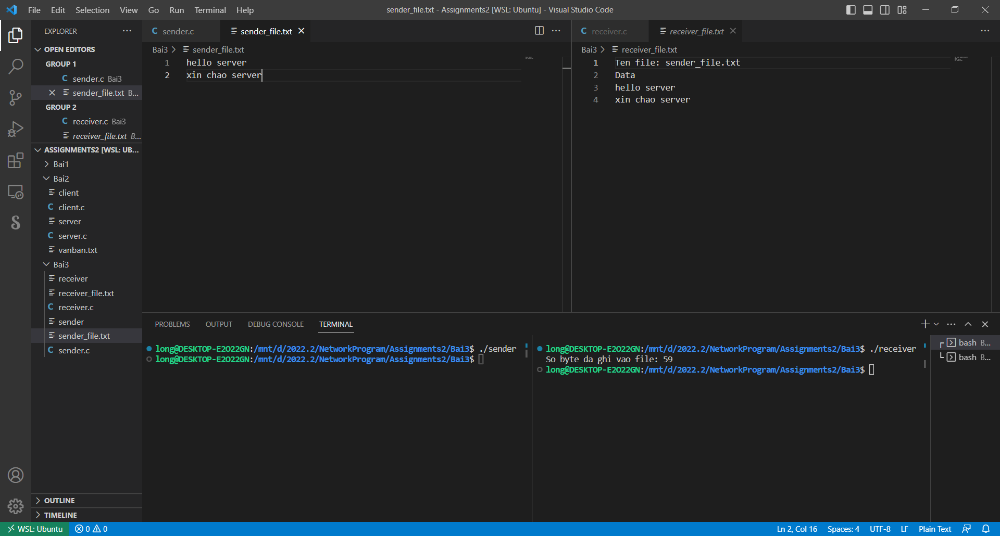 File Edit Selection View Go Run Terminal Help
sender_file.txt - Assignments2 [WSL: Ubuntu] - Visual Studio Code
EXPLORER
OPEN EDITORS
GROUP 1
C sender.c Bai3
sender_file.txt B...
GROUP 2
C receiver.c Bai3
receiver_file.txt B...
ASSIGNMENTS2 [WSL: UB...
Bai1
Bai2
client
C client.c
server
C server.c
vanban.txt
Bai3
receiver
receiver_file.txt
C receiver.c
sender
sender_file.txt
C sender.c
OUTLINE
TIMELINE
C sender.c
sender_file.txt
Bai3 > sender_file.txt
1 hello server
2 xin chao server
C receiver.c
receiver_file.txt
Bai3 > receiver_file.txt
1 Ten file: sender_file.txt
2 Data
3 hello server
4 xin chao server
PROBLEMS OUTPUT DEBUG CONSOLE TERMINAL
long@DESKTOP-E2O22GN:/mnt/d/2022.2/NetworkProgram/Assignments2/Bai3$ ./sender
long@DESKTOP-E2O22GN:/mnt/d/2022.2/NetworkProgram/Assignments2/Bai3$
long@DESKTOP-E2O22GN:/mnt/d/2022.2/NetworkProgram/Assignments2/Bai3$ ./receiver
So byte da ghi vao file: 59
long@DESKTOP-E2O22GN:/mnt/d/2022.2/NetworkProgram/Assignments2/Bai3$
bash B...
bash B...
WSL: Ubuntu 0 0
Ln 2, Col 16 Spaces: 4 UTF-8 LF Plain Text